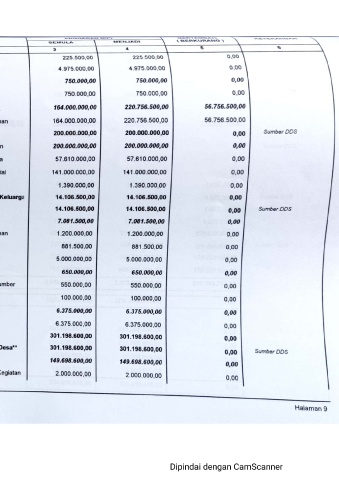 SEMULA MENJADI ( BERKURANG )
3 4 5 6
225.500,00 225.500,00 0,00
4.975.000,00 4.975.000,00 0,00
750.000,00 750.000,00 0,00
750.000,00 750.000,00 0,00
164.000.000,00 220.756.500,00 56.756.500,00
an 164.000.000,00 220.756.500,00 56.756.500,00
200.000.000,00 200.000.000,00 0,00 Sumber DDS
n 200.000.000,00 200.000.000,00 0,00
a 57.610.000,00 57.610.000,00 0,00
tal 141.000.000,00 141.000.000,00 0,00
1.390.000,00 1.390.000,00 0,00
Keluarga 14.106.500,00 14.106.500,00 0,00
14.106.500,00 14.106.500,00 0,00 Sumber DDS
7.081.500,00 7.081.500,00 0,00
an 1.200.000,00 1.200.000,00 0,00
881.500,00 881.500,00 0,00
5.000.000,00 5.000.000,00 0,00
650.000,00 650.000,00 0,00
umber 550.000,00 550.000,00 0,00
100.000,00 100.000,00 0,00
6.375.000,00 6.375.000,00 0,00
6.375.000,00 6.375.000,00 0,00
301.198.600,00 301.198.600,00 0,00
Desa" 301.198.600,00 301.198.600,00 0,00 Sumber DDS
149.698.600,00 149.698.600,00 0,00
Kegiatan 2.000.000,00 2.000.000,00 0,00
Halaman 9
Dipindai dengan CamScanner